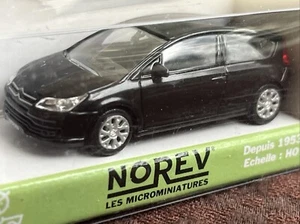 NOREV
LES MICROMINIATURES
Depuis 195
Echelle : HO